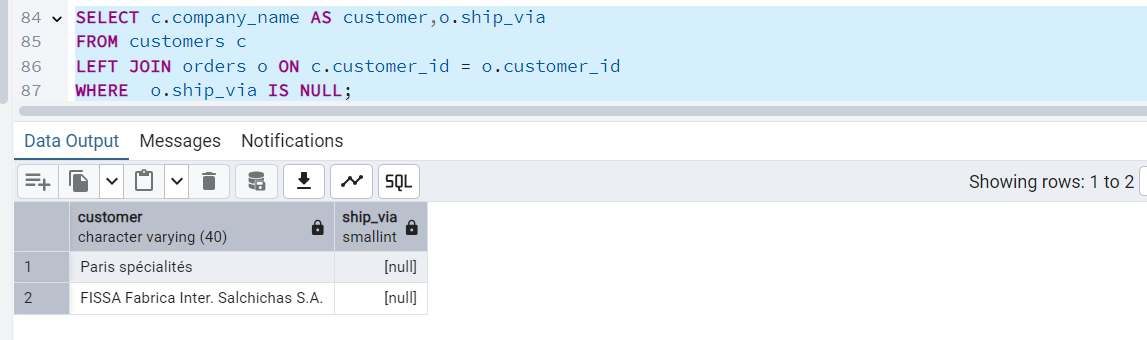 84 SELECT c.company_name AS customer,o.ship_via
85 FROM customers c
86 LEFT JOIN orders o ON c.customer_id = o.customer_id
87 WHERE  o.ship_via IS NULL;
Data Output Messages Notifications
SQL Showing rows: 1 to 2
customer ship_via
character varying (40) smallint
1 Paris spécialités [null]
2 FISSA Fabrica Inter. Salchichas S.A. [null]